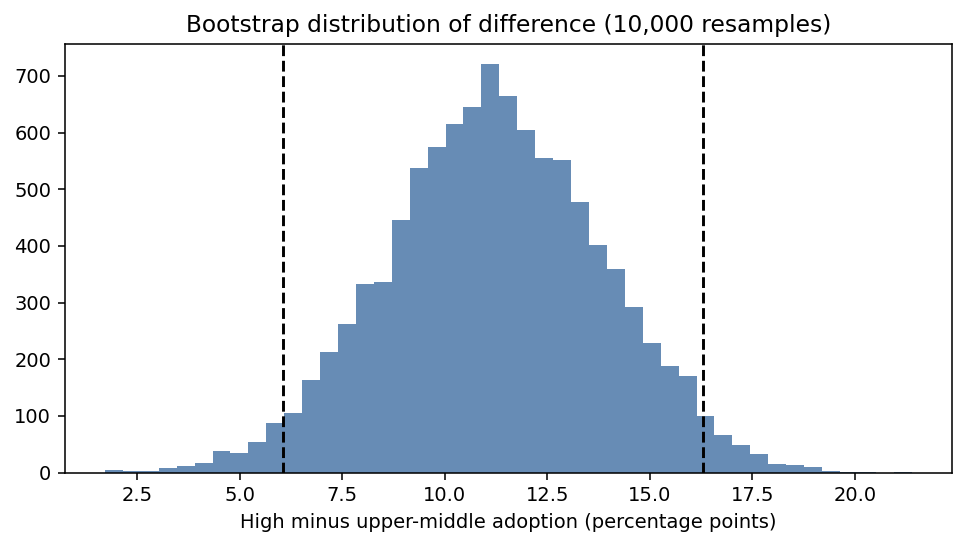 Bootstrap distribution of difference (10,000 resamples)
700
600
500
400
300
200
100
0
2.5 5.0 7.5 10.0 12.5 15.0 17.5 20.0
High minus upper-middle adoption (percentage points)